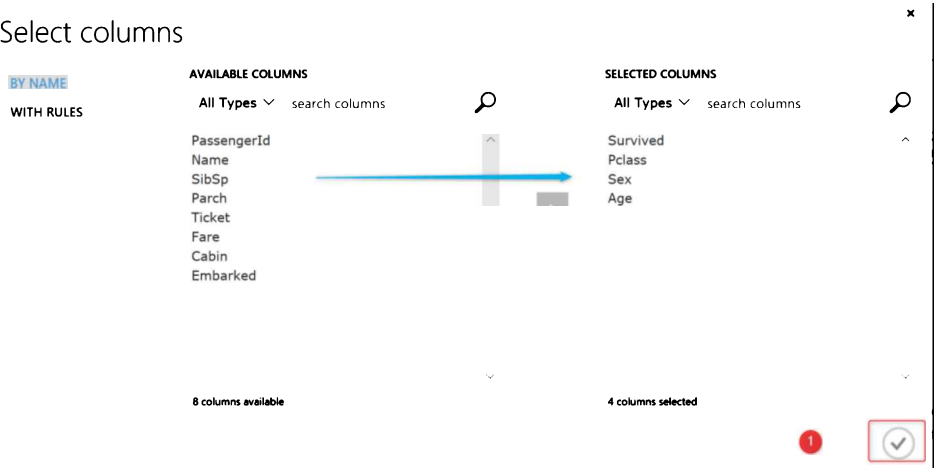 Select columns
BY NAME
WITH RULES
AVAILABLE COLUMNS
All Types search columns
PassengerId
Name
SibSp
Parch
Ticket
Fare
Cabin
Embarked
8 columns available
SELECTED COLUMNS
All Types search columns
Survived
Pclass
Sex
Age
4 columns selected
1